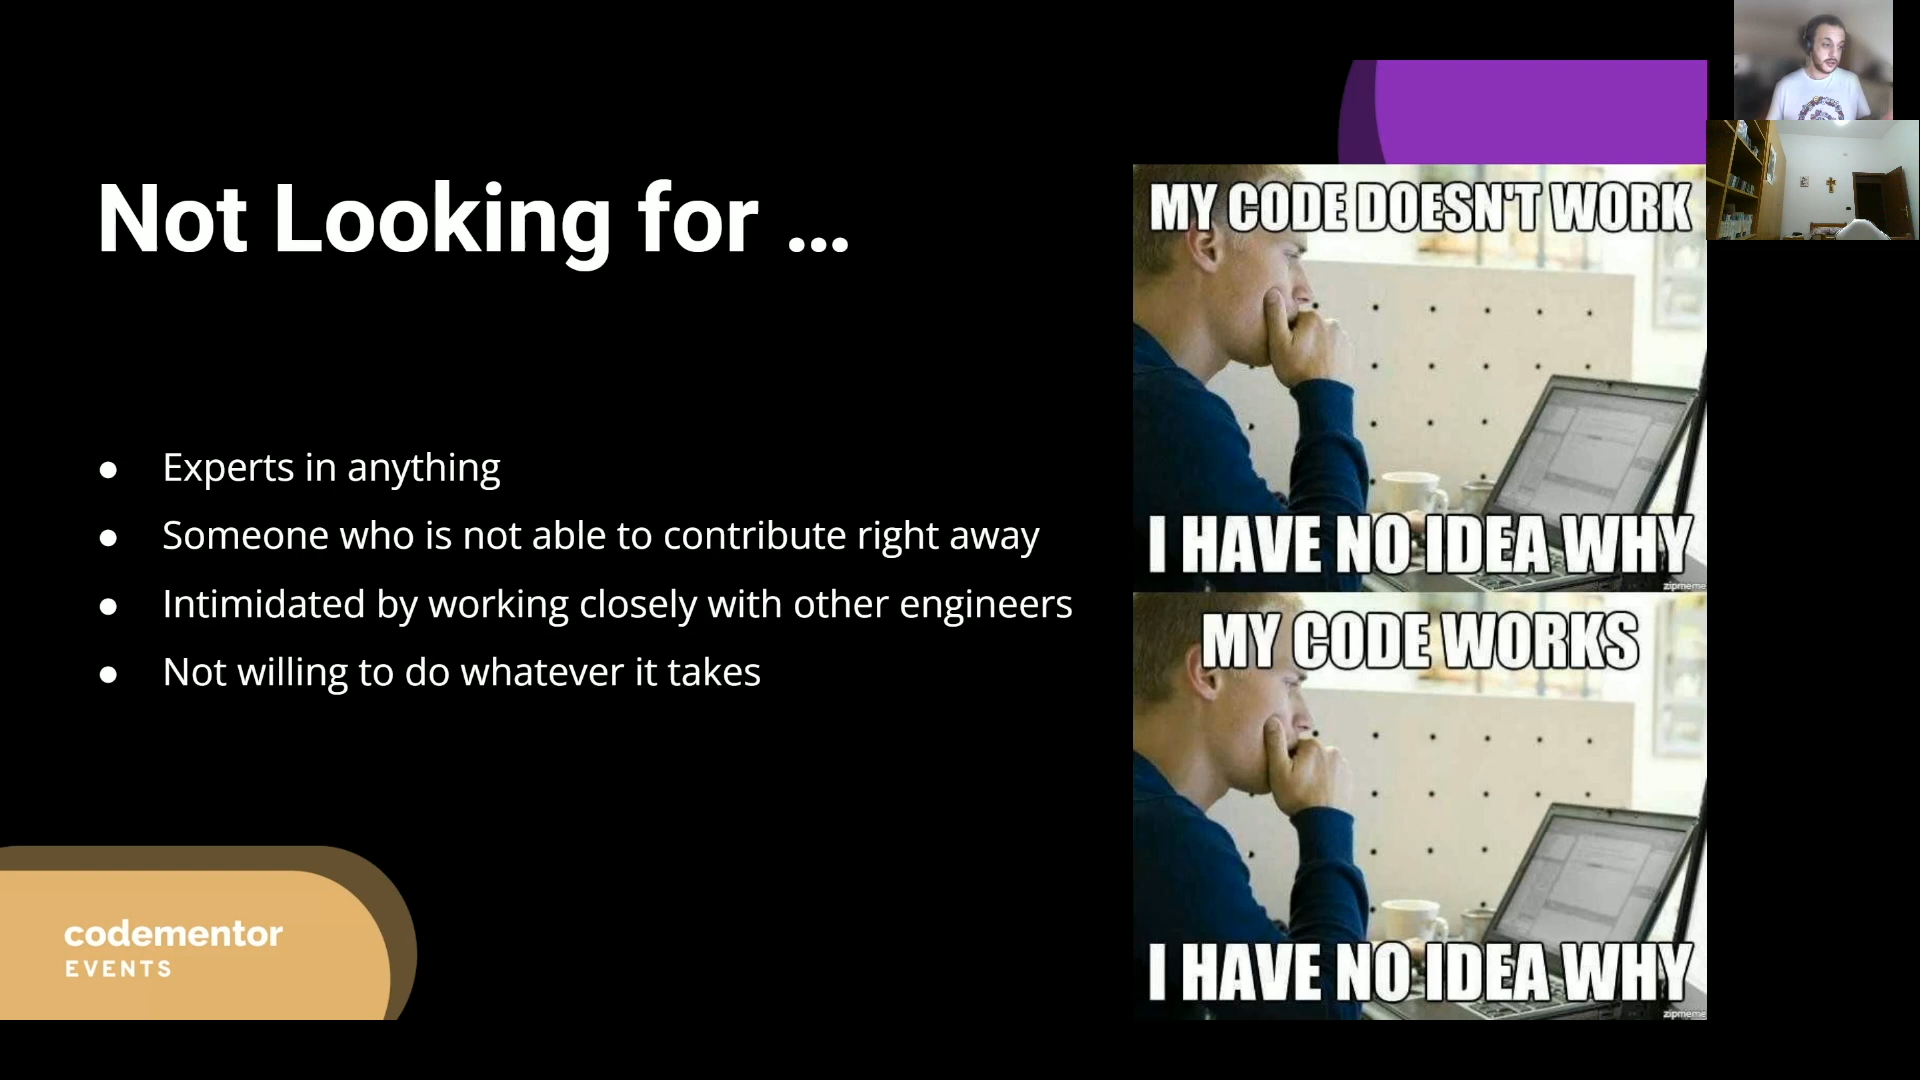 Not Looking for ...
● Experts in anything
● Someone who is not able to contribute right away
● Intimidated by working closely with other engineers
● Not willing to do whatever it takes
MY CODE DOESN'T WORK
I HAVE NO IDEA WHY
zipmeme
MY CODE WORKS
I HAVE NO IDEA WHY
zipmeme
codementor
EVENTS